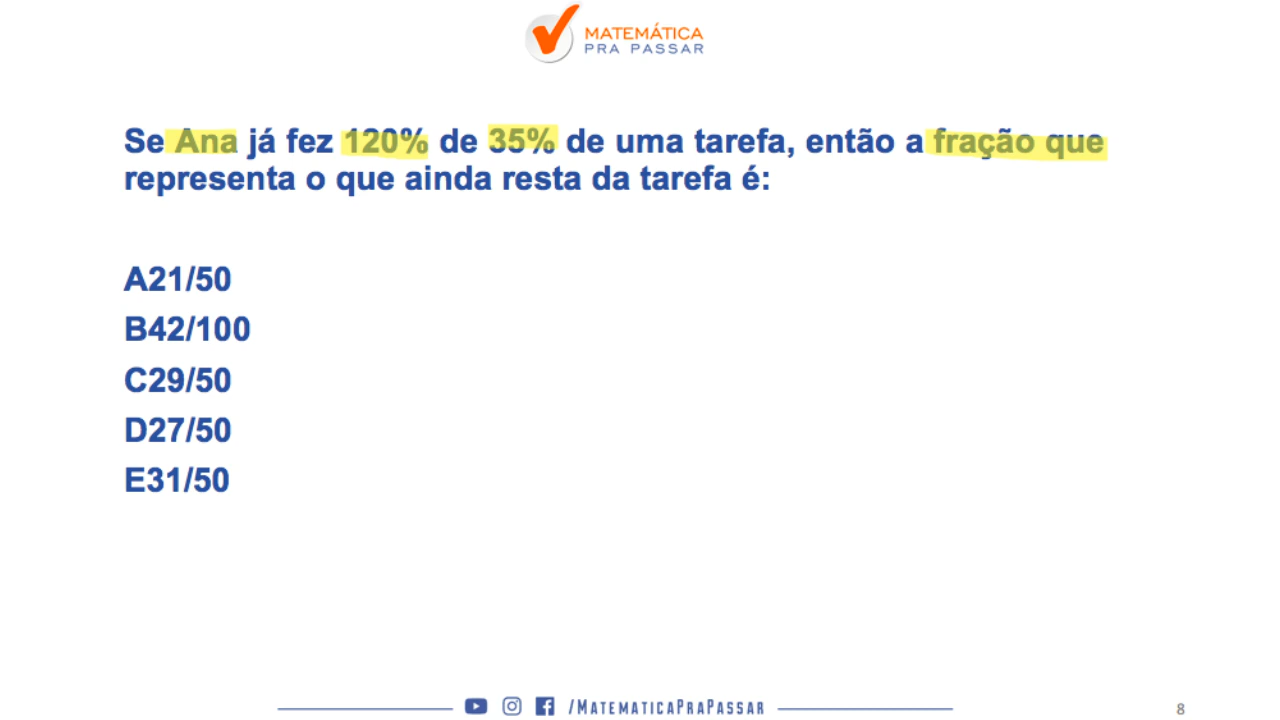 MATEMÁTICA
PRA PASSAR
Se Ana já fez 120% de 35% de uma tarefa, então a fração que
representa o que ainda resta da tarefa é:
A21/50
B42/100
C29/50
D27/50
E31/50
/MATEMATICAPRAPASSAR
8